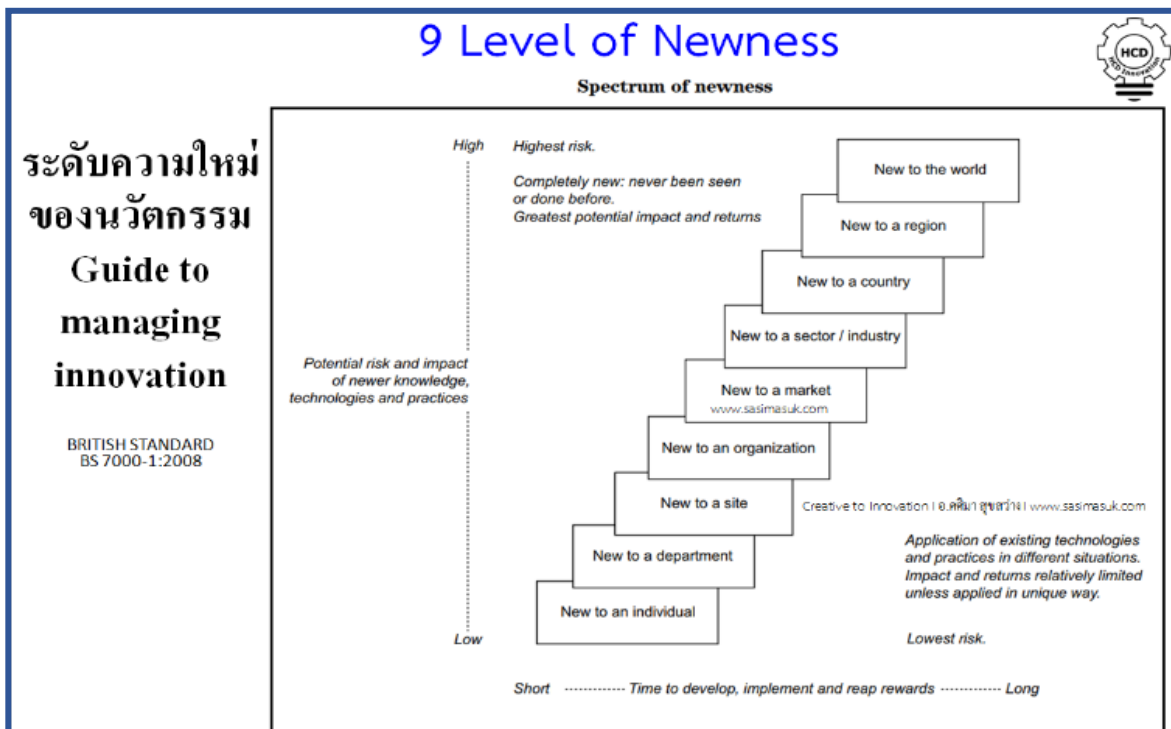 9 Level of Newness
Spectrum of newness
HCD
HCD Innovation
ระดับความใหม่
ของนวัตกรรม
Guide to
managing
innovation
BRITISH STANDARD
BS 7000-1:2008
High
Highest risk.
Completely new: never been seen
or done before.
Greatest potential impact and returns
Potential risk and impact
of newer knowledge,
technologies and practices
Low
New to the world
New to a region
New to a country
New to a sector / industry
New to a market
www.sasimasuk.com
New to an organization
New to a site
Creative to Innovation I อ.ศศิมา สุขสว่าง I www.sasimasuk.com
New to a department
New to an individual
Application of existing technologies
and practices in different situations.
Impact and returns relatively limited
unless applied in unique way.
Lowest risk.
Short ----------- Time to develop, implement and reap rewards ----------- Long